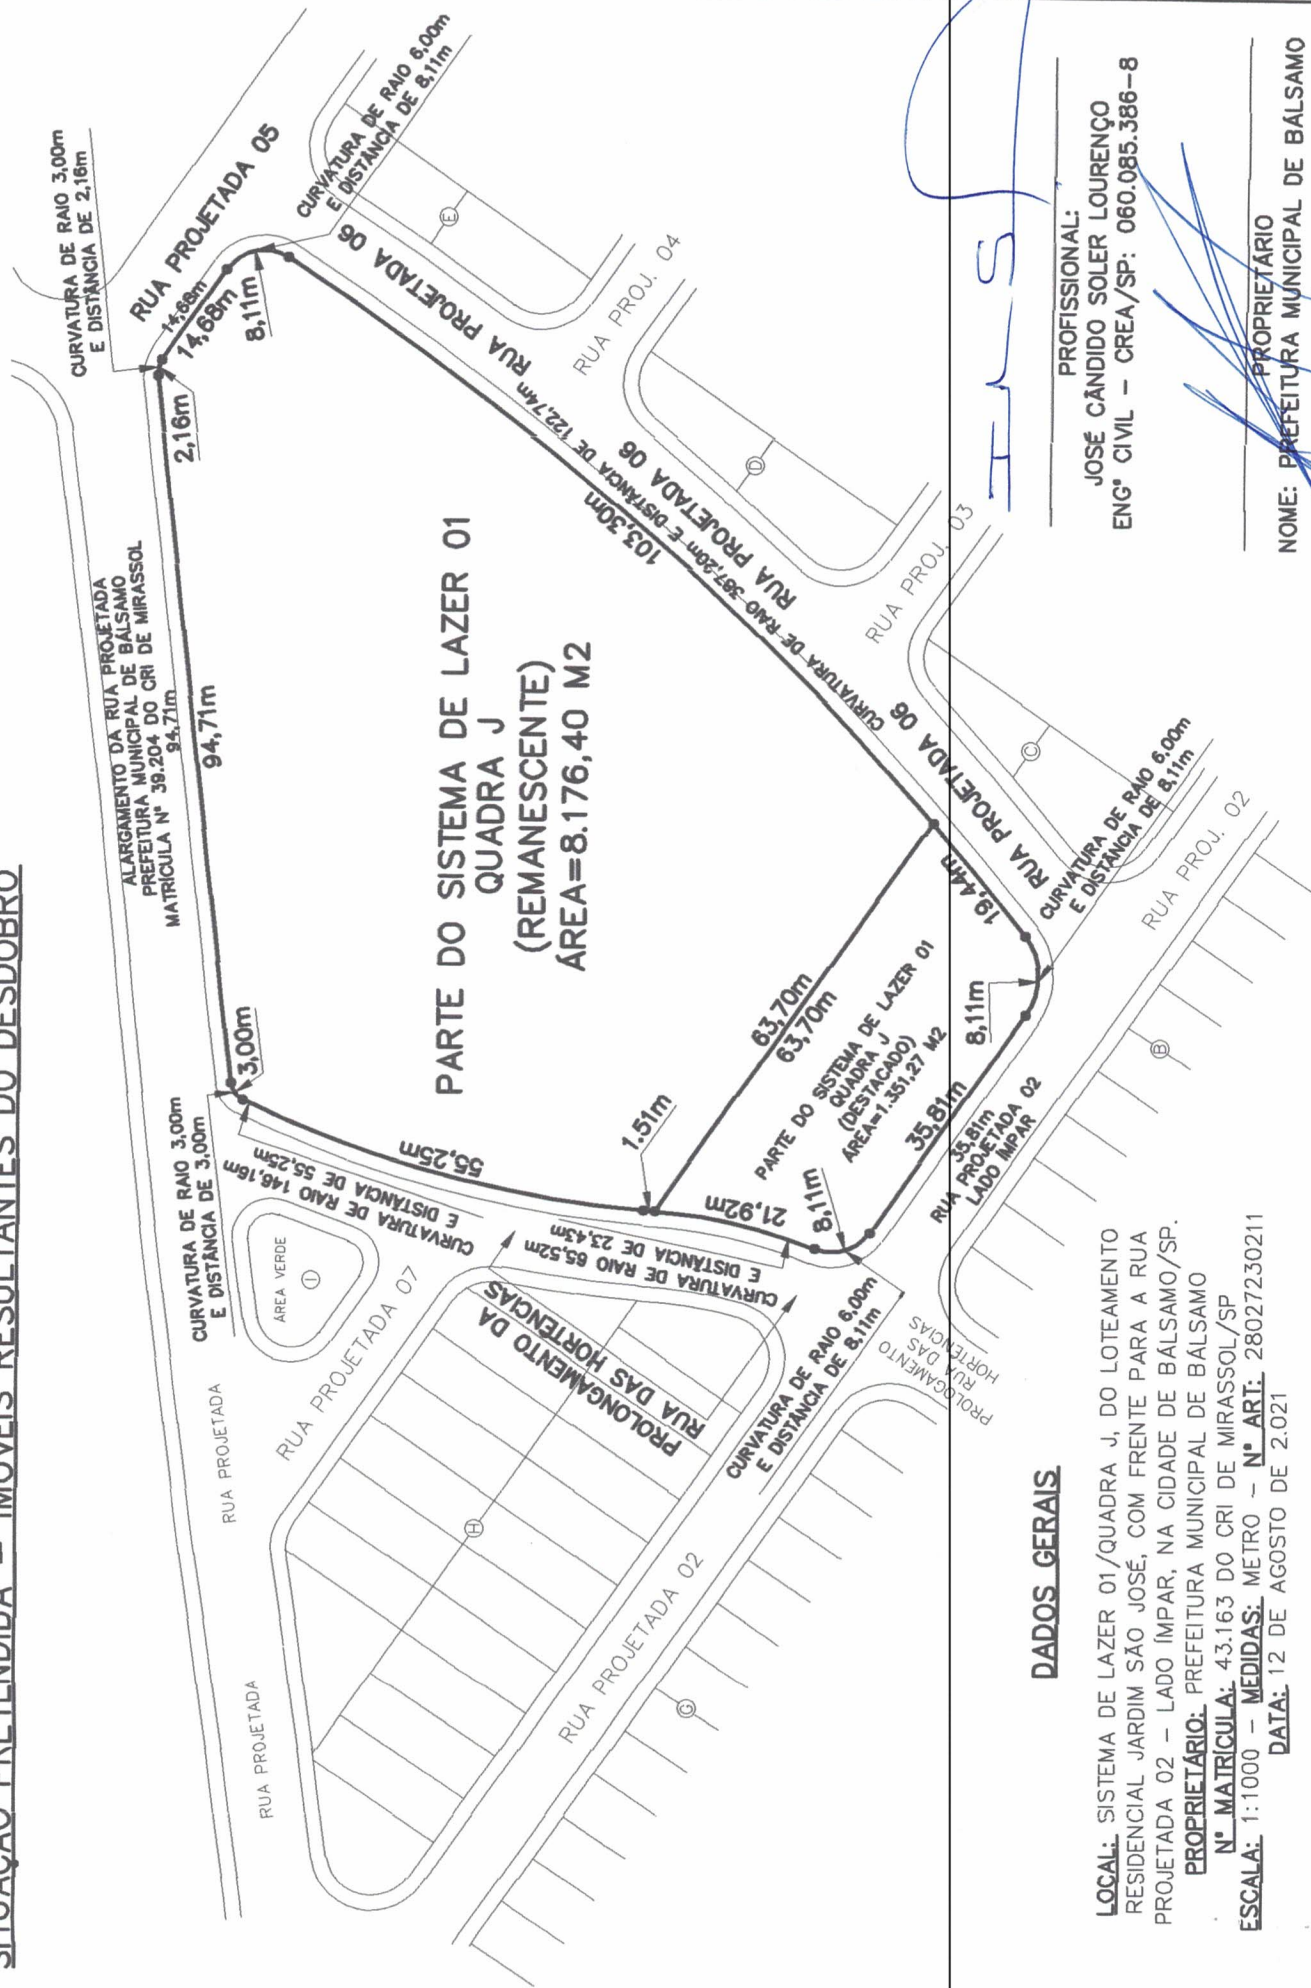 SITUAÇÃO PRETENDIDA – IMÓVEIS RESULTANTES DO DESDOBRO
CURVATURA DE RAIO 3,00m
E DISTÂNCIA DE 2,16m
RUA PROJETADA 05
14,68m
14,68m
2,16m
8,11m
CURVATURA DE RAIO 6,00m
E DISTÂNCIA DE 8,11m
ALARGAMENTO DA RUA PROJETADA
PREFEITURA MUNICIPAL DE BÁLSAMO
MATRÍCULA N° 39.204 DO CRI DE MIRASSOL
94,71m
94,71m
CURVATURA DE RAIO 3,00m
E DISTÂNCIA DE 3,00m
3,00m
PARTE DO SISTEMA DE LAZER 01
QUADRA J
(REMANESCENTE)
ÁREA=8.176,40 M2
RUA PROJETADA 06
E
RUA PROJ. 04
CURVATURA DE RAIO 387,20m E DISTÂNCIA DE 122,74m
103,30m
RUA PROJETADA 06
RUA PROJETADA 06
D
RUA PROJ. 03
RUA PROJETADA 06
C
RUA PROJETADA 06
19,44m
CURVATURA DE RAIO 6,00m
E DISTÂNCIA DE 8,11m
RUA PROJ. 02
63,70m
63,70m
PARTE DO SISTEMA DE LAZER 01
QUADRA J
(DESTACADO)
ÁREA=1.351,27 M2
8,11m
35,81m
35,81m
RUA PROJETADA 02
LADO ÍMPAR
B
1.51m
21,92m
8,11m
55,25m
CURVATURA DE RAIO 146,16m
E DISTÂNCIA DE 55,25m
CURVATURA DE RAIO 65,52m
E DISTÂNCIA DE 23,43m
CURVATURA DE RAIO 6,00m
E DISTÂNCIA DE 8,11m
PROLOGAMENTO
RUA DAS
HORTENCIAS
PROLONGAMENTO DA
RUA DAS HORTENCIAS
ÁREA VERDE
I
RUA PROJETADA 07
RUA PROJETADA
RUA PROJETADA
H
RUA PROJETADA 02
G
DADOS GERAIS
LOCAL: SISTEMA DE LAZER 01/QUADRA J, DO LOTEAMENTO
RESIDENCIAL JARDIM SÃO JOSÉ, COM FRENTE PARA A RUA
PROJETADA 02 – LADO ÍMPAR, NA CIDADE DE BÁLSAMO/SP.
PROPRIETÁRIO: PREFEITURA MUNICIPAL DE BÁLSAMO
N° MATRÍCULA: 43.163 DO CRI DE MIRASSOL/SP
ESCALA: 1:1000 – MEDIDAS: METRO – N° ART: 28027230211
DATA: 12 DE AGOSTO DE 2.021
PROFISSIONAL:
JOSÉ CÂNDIDO SOLER LOURENÇO
ENG° CIVIL – CREA/SP: 060.085.386-8
PROPRIETÁRIO
NOME: PREFEITURA MUNICIPAL DE BÁLSAMO